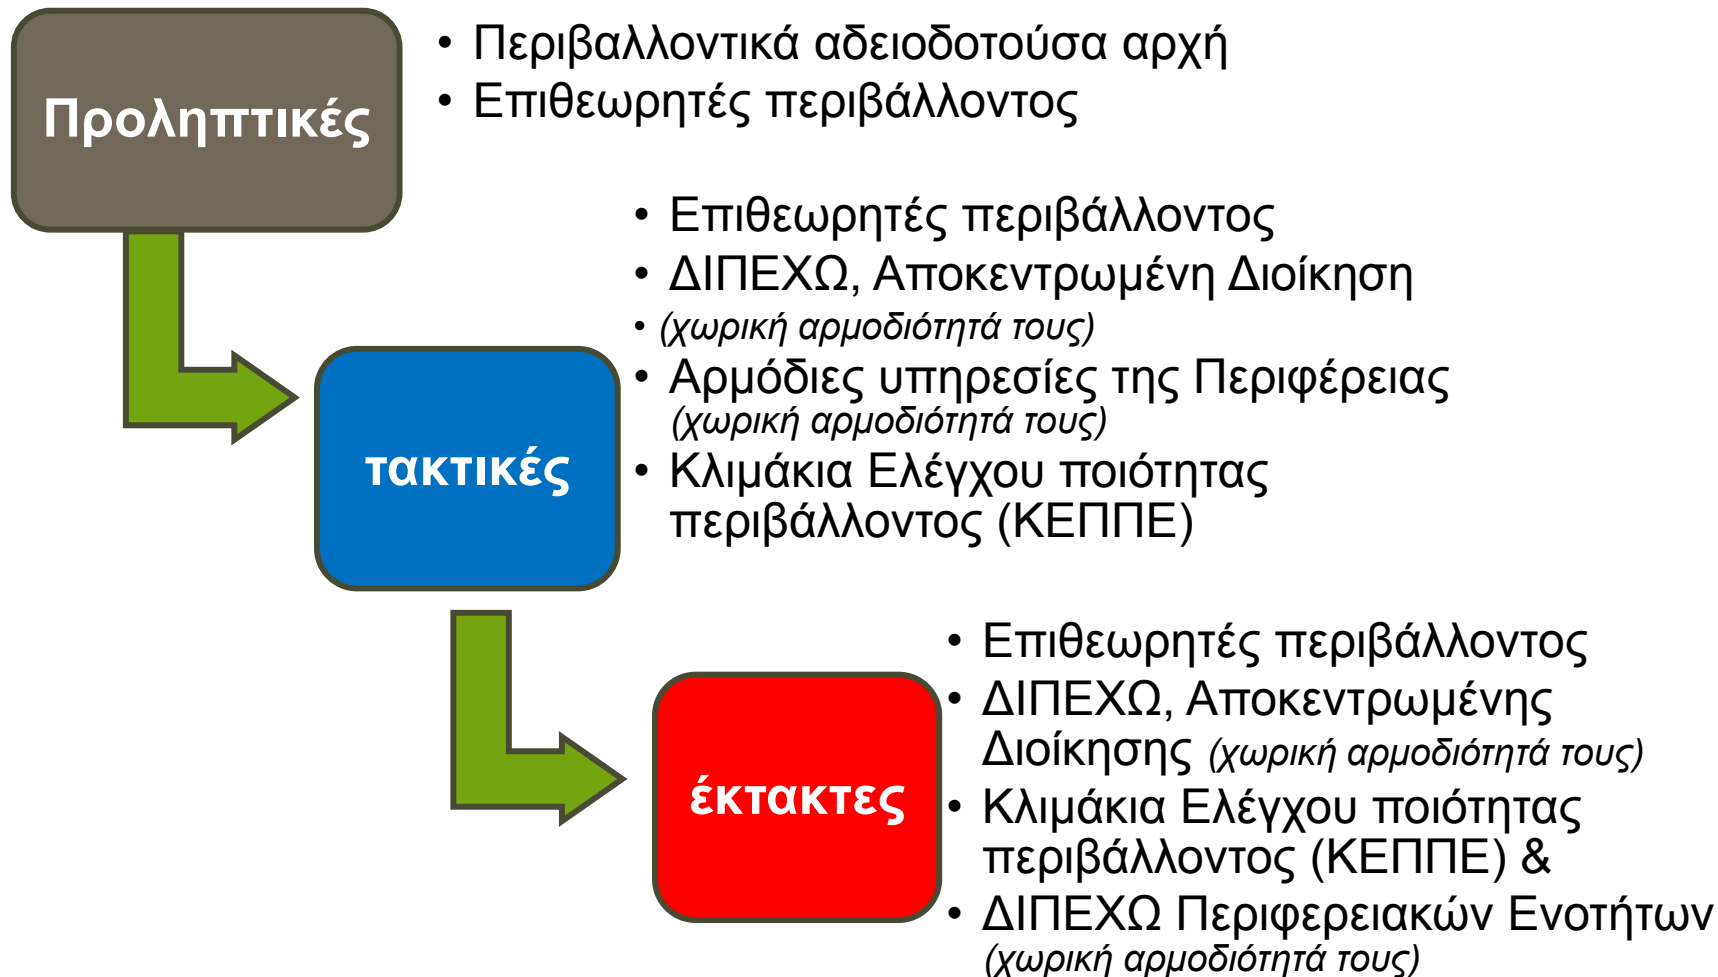 Προληπτικές
• Περιβαλλοντικά αδειοδοτούσα αρχή
• Επιθεωρητές περιβάλλοντος
τακτικές
• Επιθεωρητές περιβάλλοντος
• ΔΙΠΕΧΩ, Αποκεντρωμένη Διοίκηση
• (χωρική αρμοδιότητά τους)
• Αρμόδιες υπηρεσίες της Περιφέρειας
(χωρική αρμοδιότητά τους)
• Κλιμάκια Ελέγχου ποιότητας
περιβάλλοντος (ΚΕΠΠΕ)
έκτακτες
• Επιθεωρητές περιβάλλοντος
• ΔΙΠΕΧΩ, Αποκεντρωμένης
Διοίκησης (χωρική αρμοδιότητά τους)
• Κλιμάκια Ελέγχου ποιότητας
περιβάλλοντος (ΚΕΠΠΕ) &
• ΔΙΠΕΧΩ Περιφερειακών Ενοτήτων
(χωρική αρμοδιότητά τους)